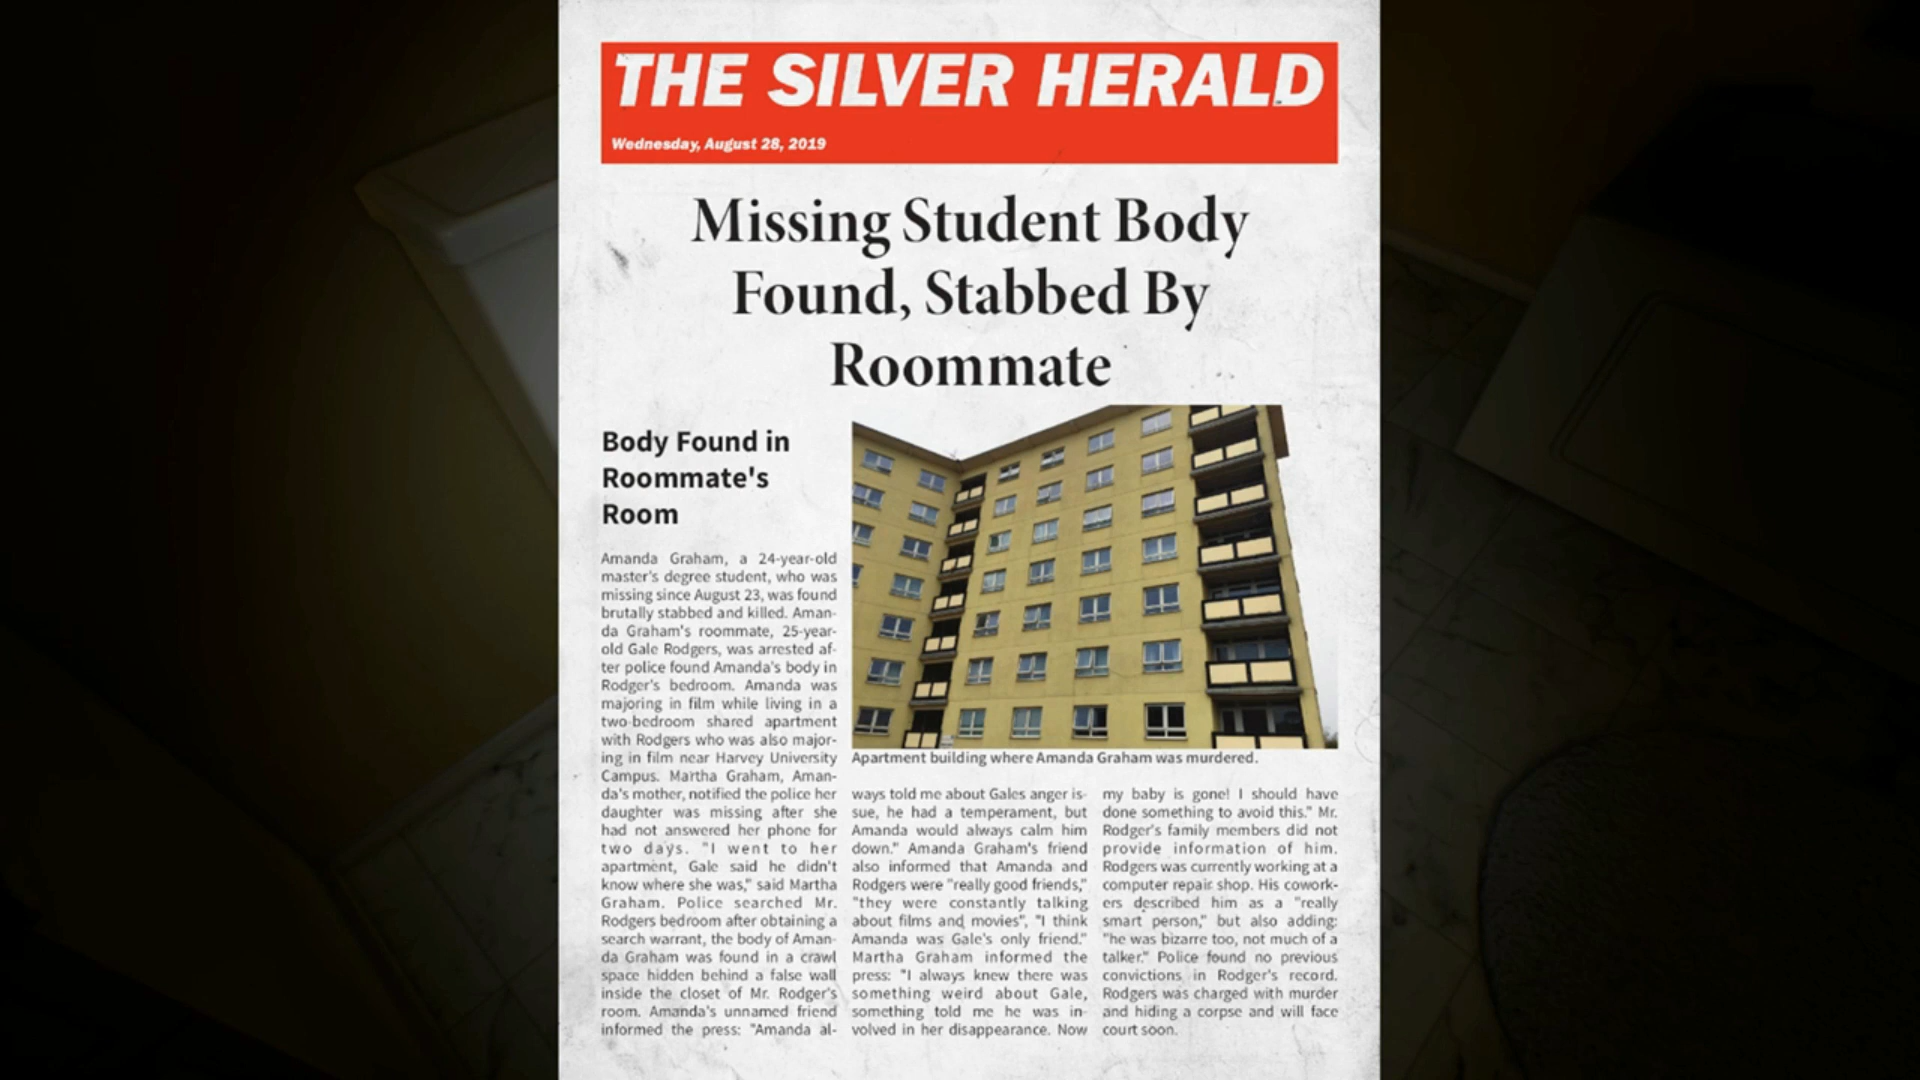 THE SILVER HERALD
Wednesday, August 28, 2019
Missing Student Body
Found, Stabbed By
Roommate
Body Found in
Roommate's
Room
Amanda Graham, a 24-year-old
master's degree student, who was
missing since August 23, was found
brutally stabbed and killed. Aman-
da Graham's roommate, 25-year-
old Gale Rodgers, was arrested af-
ter police found Amanda's body in
Rodger's bedroom. Amanda was
majoring in film while living in a
two-bedroom shared apartment
with Rodgers who was also major-
ing in film near Harvey University
Campus. Martha Graham, Aman-
da's mother, notified the police her
daughter was missing after she
had not answered her phone for
two days. "I went to her
apartment, Gale said he didn't
know where she was," said Martha
Graham. Police searched Mr.
Rodgers bedroom after obtaining a
search warrant, the body of Aman-
da Graham was found in a crawl
space hidden behind a false wall
inside the closet of Mr. Rodger's
room. Amanda's unnamed friend
informed the press: "Amanda al-
Apartment building where Amanda Graham was murdered.
ways told me about Gales anger is-
sue, he had a temperament, but
Amanda would always calm him
down." Amanda Graham's friend
also informed that Amanda and
Rodgers were "really good friends,"
"they were constantly talking
about films and movies", "I think
Amanda was Gale's only friend."
Martha Graham informed the
press: "I always knew there was
something weird about Gale,
something told me he was in-
volved in her disappearance. Now
my baby is gone! I should have
done something to avoid this." Mr.
Rodger's family members did not
provide information of him.
Rodgers was currently working at a
computer repair shop. His cowork-
ers described him as a "really
smart person," but also adding:
"he was bizarre too, not much of a
talker." Police found no previous
convictions in Rodger's record.
Rodgers was charged with murder
and hiding a corpse and will face
court soon.